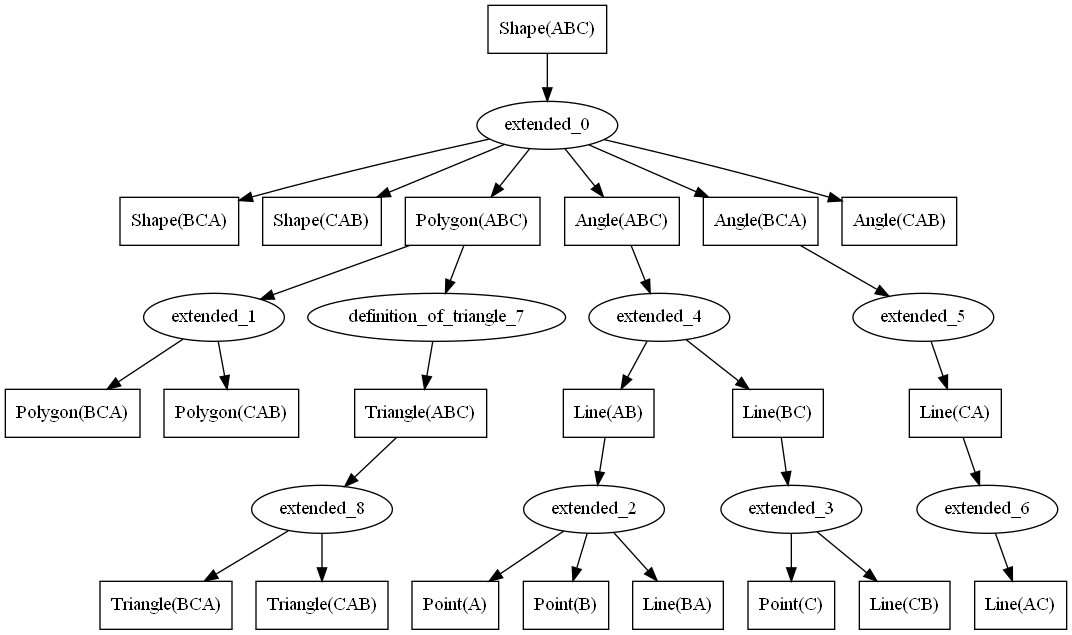 Shape(ABC)
extended_0
Shape(BCA)
Shape(CAB)
Polygon(ABC)
Angle(ABC)
Angle(BCA)
Angle(CAB)
extended_1
definition_of_triangle_7
extended_4
extended_5
Polygon(BCA)
Polygon(CAB)
Triangle(ABC)
Line(AB)
Line(BC)
Line(CA)
extended_8
extended_2
extended_3
extended_6
Triangle(BCA)
Triangle(CAB)
Point(A)
Point(B)
Line(BA)
Point(C)
Line(CB)
Line(AC)